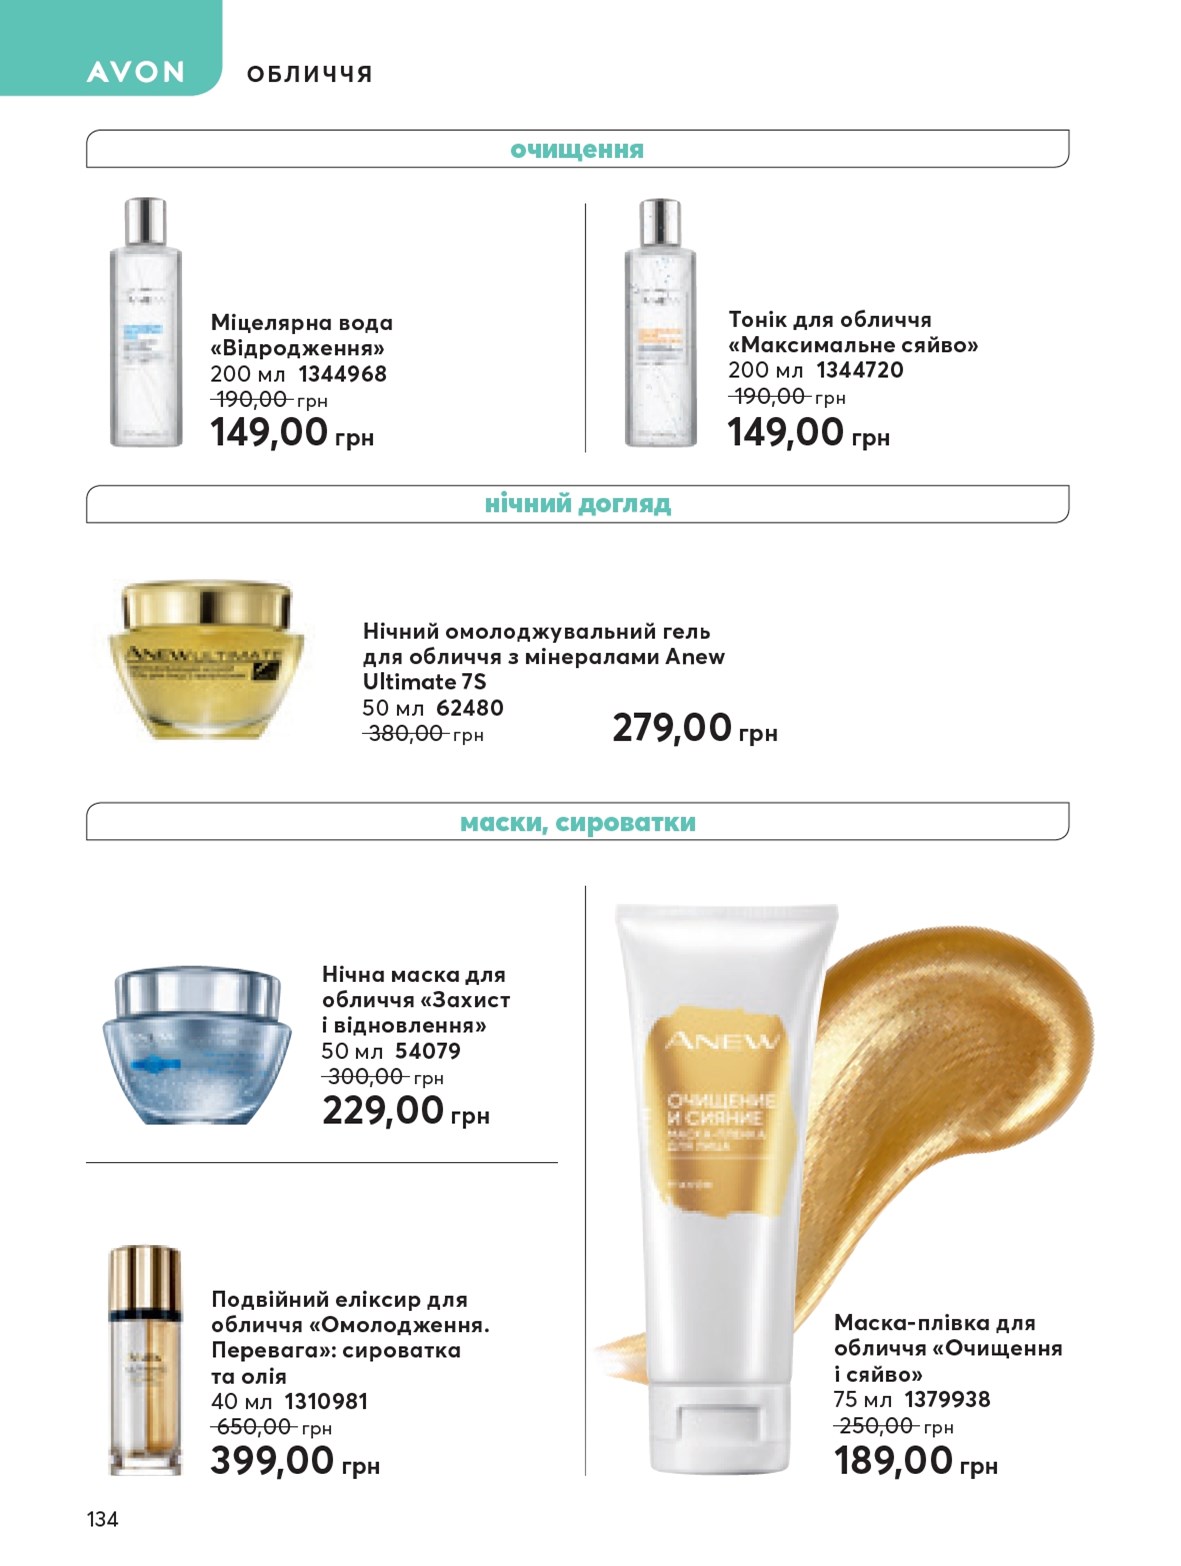 AVON
ОБЛИЧЧЯ
очищення
Міцелярна вода
«Відродження»
200 мл 1344968
190,00 грн
149,00 грн
Тонік для обличчя
«Максимальне сяйво»
200 мл 1344720
190,00 грн
149,00 грн
нічний догляд
ANEW ULTIMATE
Нічний омолоджувальний гель
для обличчя з мінералами Anew
Ultimate 7S
50 мл 62480
380,00 грн
279,00 грн
маски, сироватки
Нічна маска для
обличчя «Захист
і відновлення»
50 мл 54079
300,00 грн
229,00 грн
ANEW
ОЧИЩЕНИЕ
И СИЯНИЕ
МАСКА-ПЛЕНКА
ДЛЯ ЛИЦА
Подвійний еліксир для
обличчя «Омолодження.
Перевага»: сироватка
та олія
40 мл 1310981
650,00 грн
399,00 грн
Маска-плівка для
обличчя «Очищення
і сяйво»
75 мл 1379938
250,00 грн
189,00 грн
134